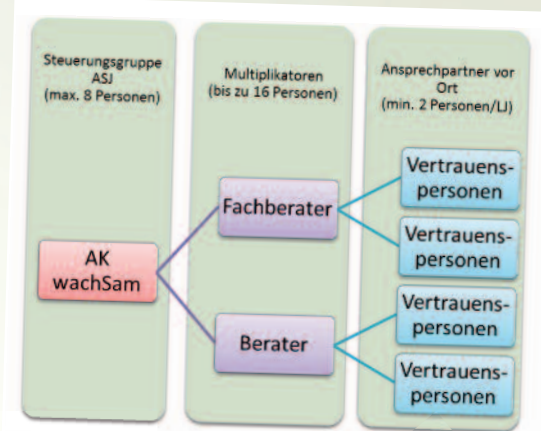 Steuerungsgruppe
ASJ
(max. 8 Personen)
Multiplikatoren
(bis zu 16 Personen)
Ansprechpartner vor
Ort
(min. 2 Personen/LJ)
AK
wachSam
Fachberater
Berater
Vertrauens-
personen
Vertrauens-
personen
Vertrauens-
personen
Vertrauens-
personen